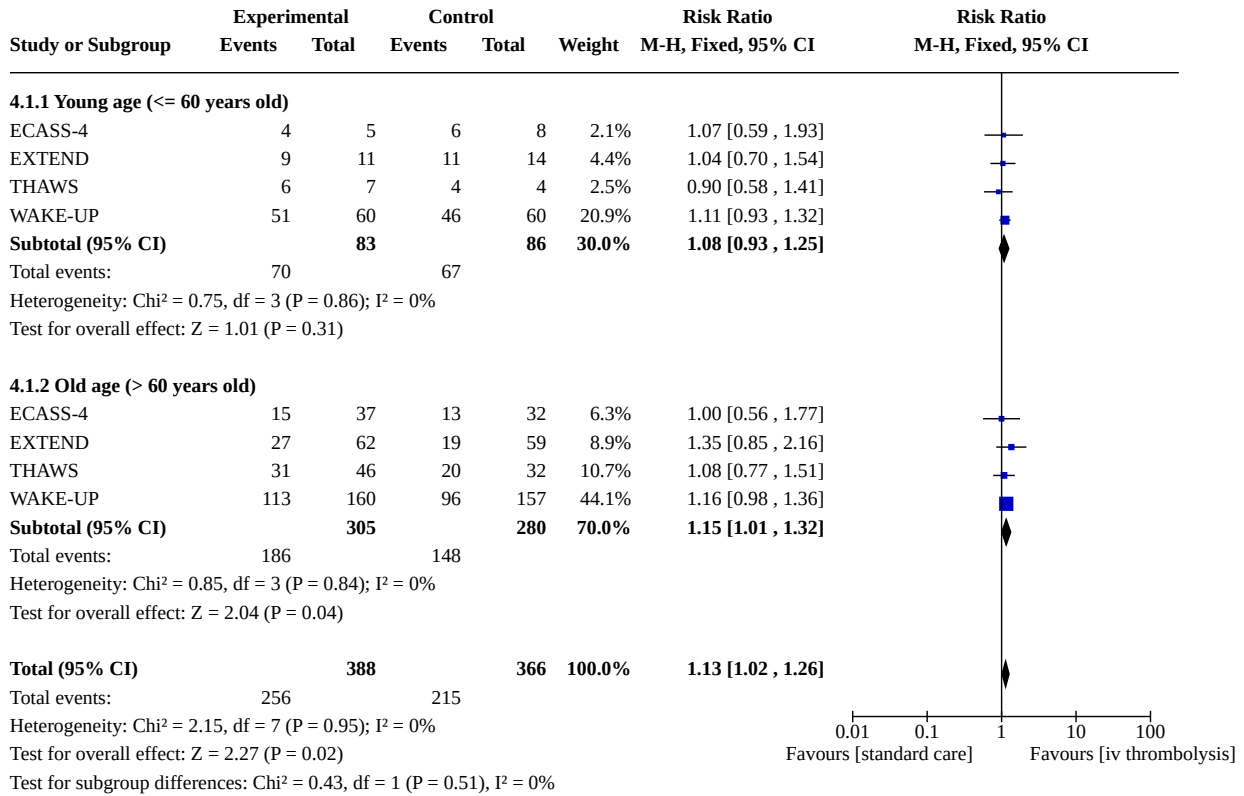 Experimental Control Risk Ratio Risk Ratio
Study or Subgroup Events Total Events Total Weight M-H, Fixed, 95% CI M-H, Fixed, 95% CI
4.1.1 Young age (<= 60 years old)
ECASS-4 4 5 6 8 2.1% 1.07 [0.59 , 1.93]
EXTEND 9 11 11 14 4.4% 1.04 [0.70 , 1.54]
THAWS 6 7 4 4 2.5% 0.90 [0.58 , 1.41]
WAKE-UP 51 60 46 60 20.9% 1.11 [0.93 , 1.32]
Subtotal (95% CI) 83 86 30.0% 1.08 [0.93 , 1.25]
Total events: 70 67
Heterogeneity: Chi² = 0.75, df = 3 (P = 0.86); I² = 0%
Test for overall effect: Z = 1.01 (P = 0.31)
4.1.2 Old age (> 60 years old)
ECASS-4 15 37 13 32 6.3% 1.00 [0.56 , 1.77]
EXTEND 27 62 19 59 8.9% 1.35 [0.85 , 2.16]
THAWS 31 46 20 32 10.7% 1.08 [0.77 , 1.51]
WAKE-UP 113 160 96 157 44.1% 1.16 [0.98 , 1.36]
Subtotal (95% CI) 305 280 70.0% 1.15 [1.01 , 1.32]
Total events: 186 148
Heterogeneity: Chi² = 0.85, df = 3 (P = 0.84); I² = 0%
Test for overall effect: Z = 2.04 (P = 0.04)
Total (95% CI) 388 366 100.0% 1.13 [1.02 , 1.26]
Total events: 256 215
Heterogeneity: Chi² = 2.15, df = 7 (P = 0.95); I² = 0%
0.01 0.1 1 10 100
Test for overall effect: Z = 2.27 (P = 0.02)
Favours [standard care] Favours [iv thrombolysis]
Test for subgroup differences: Chi² = 0.43, df = 1 (P = 0.51), I² = 0%